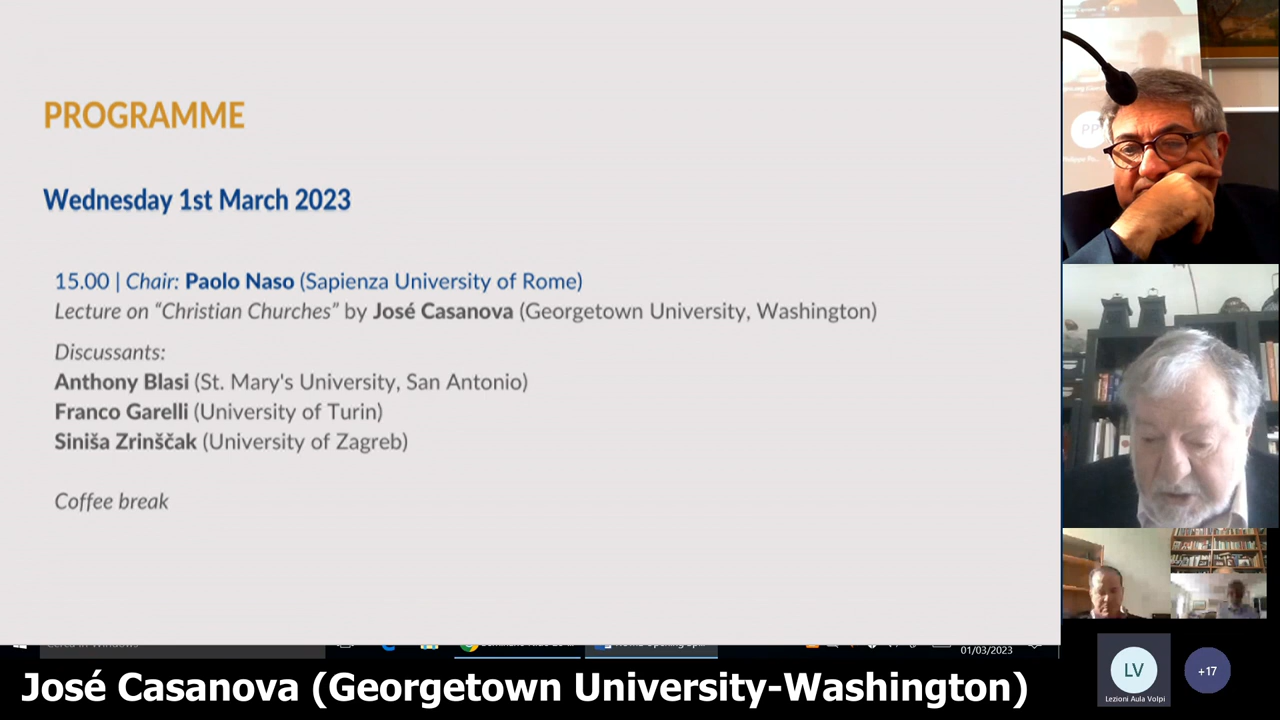 PROGRAMME
Wednesday 1st March 2023
15.00 | Chair: Paolo Naso (Sapienza University of Rome)
Lecture on “Christian Churches” by José Casanova (Georgetown University, Washington)
Discussants:
Anthony Blasi (St. Mary's University, San Antonio)
Franco Garelli (University of Turin)
Siniša Zrinščak (University of Zagreb)
Coffee break
PP
01/03/2023
LV
Lezioni Aula Volpi
+17
José Casanova (Georgetown University-Washington)